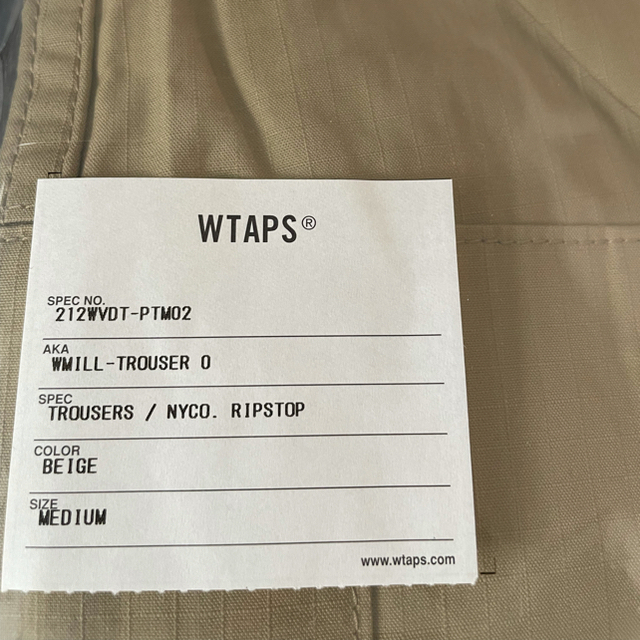 WTAPS®
SPEC NO.
212WVDT-PTM02
AKA
WMILL-TROUSER 0
SPEC
TROUSERS / NYCO. RIPSTOP
COLOR
BEIGE
SIZE
MEDIUM
www.wtaps.com